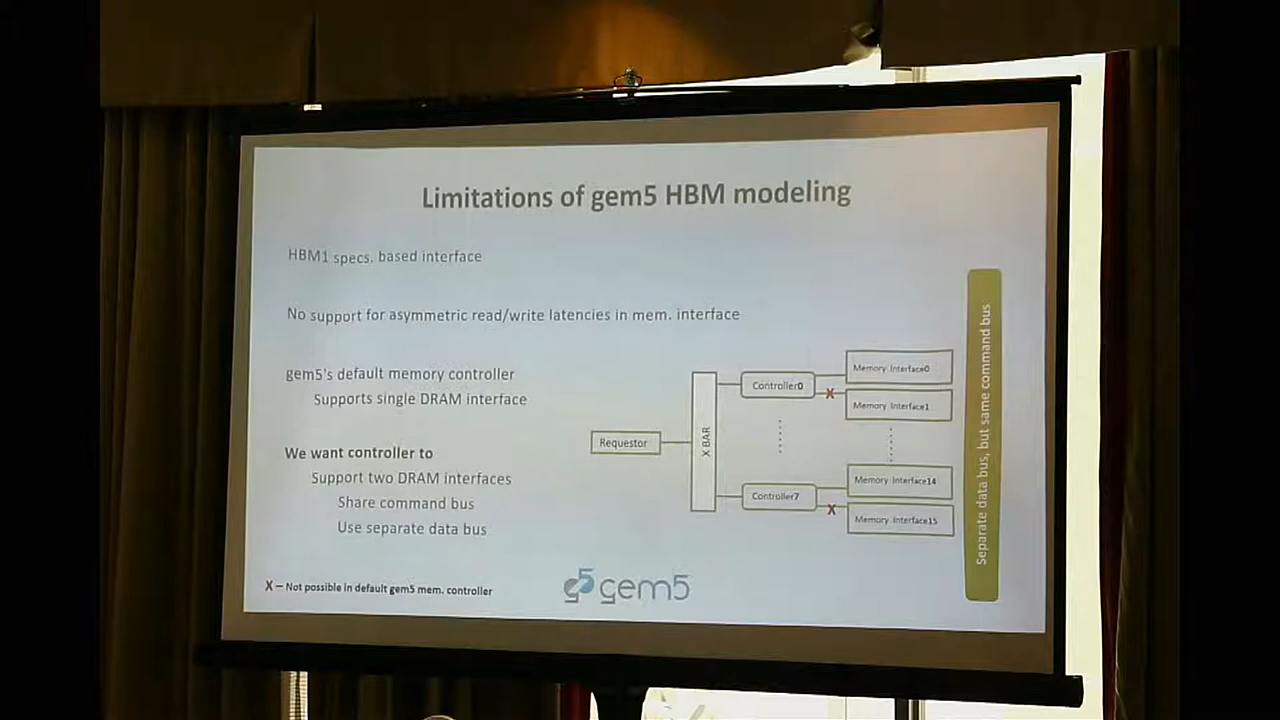 Limitations of gem5 HBM modeling
HBM1 specs. based interface
No support for asymmetric read/write latencies in mem. interface
gem5's default memory controller
Supports single DRAM interface
We want controller to
Support two DRAM interfaces
Share command bus
Use separate data bus
X – Not possible in default gem5 mem. controller
Requestor
X BAR
Controller0
Controller7
X
X
Memory Interface0
Memory Interface1
Memory Interface14
Memory Interface15
Separate data bus, but same command bus
gem5